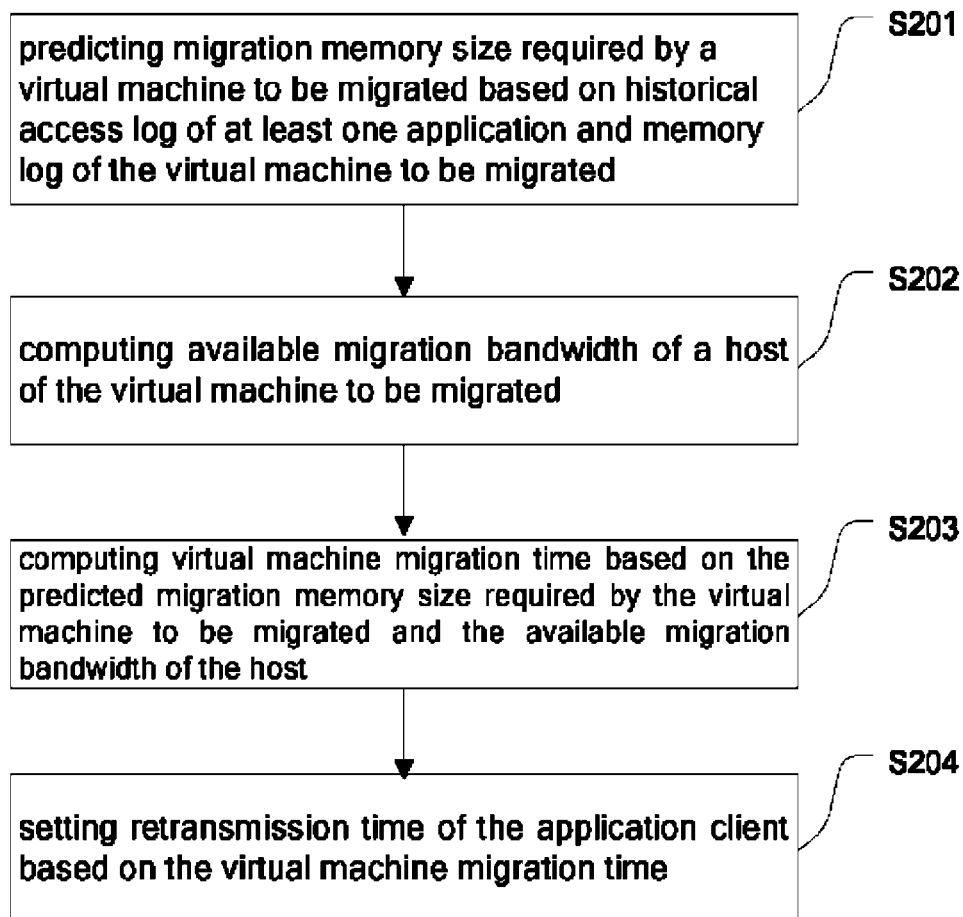 S201
predicting migration memory size required by a
virtual machine to be migrated based on historical
access log of at least one application and memory
log of the virtual machine to be migrated
S202
computing available migration bandwidth of a host
of the virtual machine to be migrated
S203
computing virtual machine migration time based on the
predicted migration memory size required by the virtual
machine to be migrated and the available migration
bandwidth of the host
S204
setting retransmission time of the application client
based on the virtual machine migration time